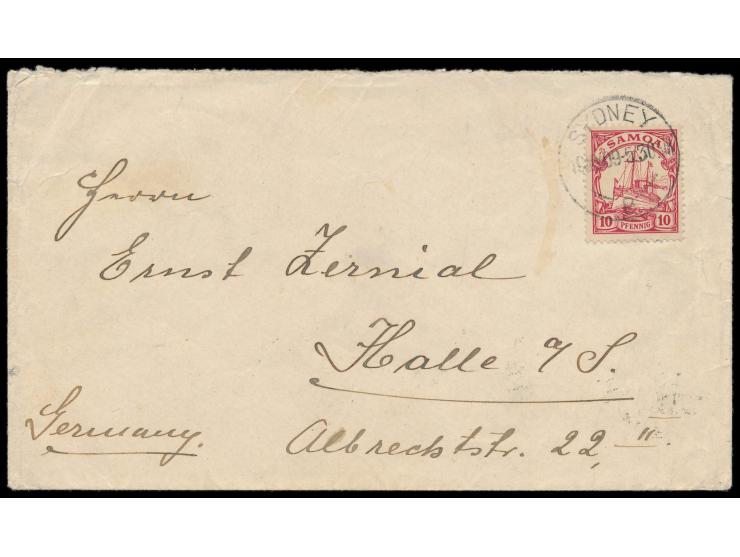 SYDNEY
SAMOA
10 PFENNIG 10
Herrn
Ernst Zernial
Halle a/S.
Germany.
Albrechtstr. 22, II.